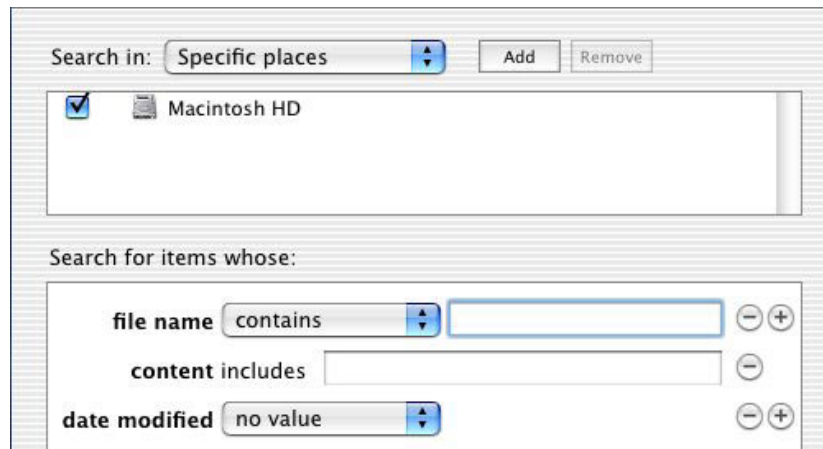 Search in: Specific places Add Remove
Macintosh HD
Search for items whose:
file name contains
content includes
date modified no value